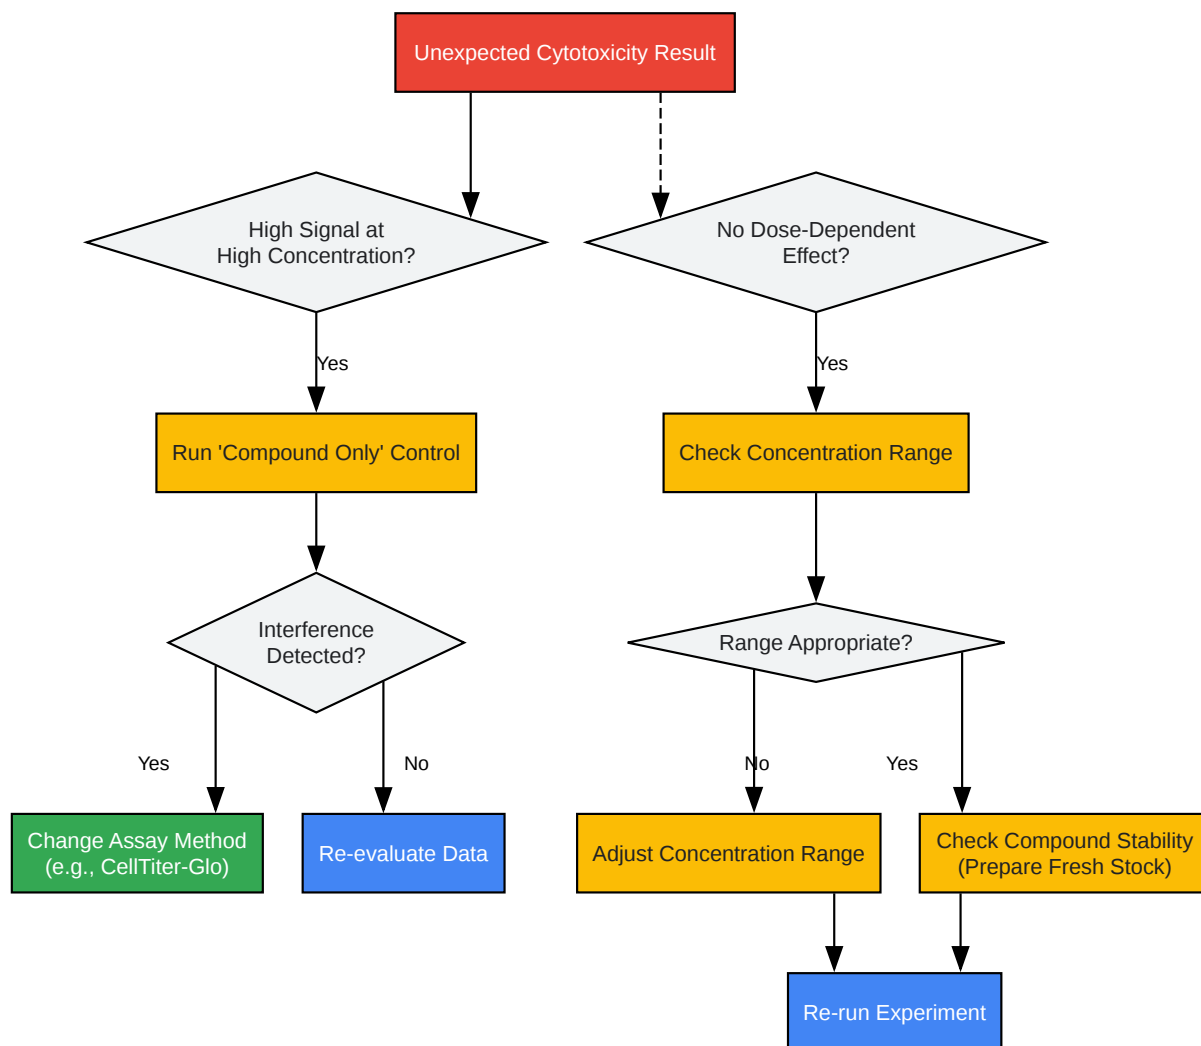 Unexpected Cytotoxicity Result
High Signal at
High Concentration?
No Dose-Dependent
Effect?
Yes
Yes
Run 'Compound Only' Control
Check Concentration Range
Interference
Detected?
Range Appropriate?
Yes
No
No
Yes
Change Assay Method
(e.g., CellTiter-Glo)
Re-evaluate Data
Adjust Concentration Range
Check Compound Stability
(Prepare Fresh Stock)
Re-run Experiment